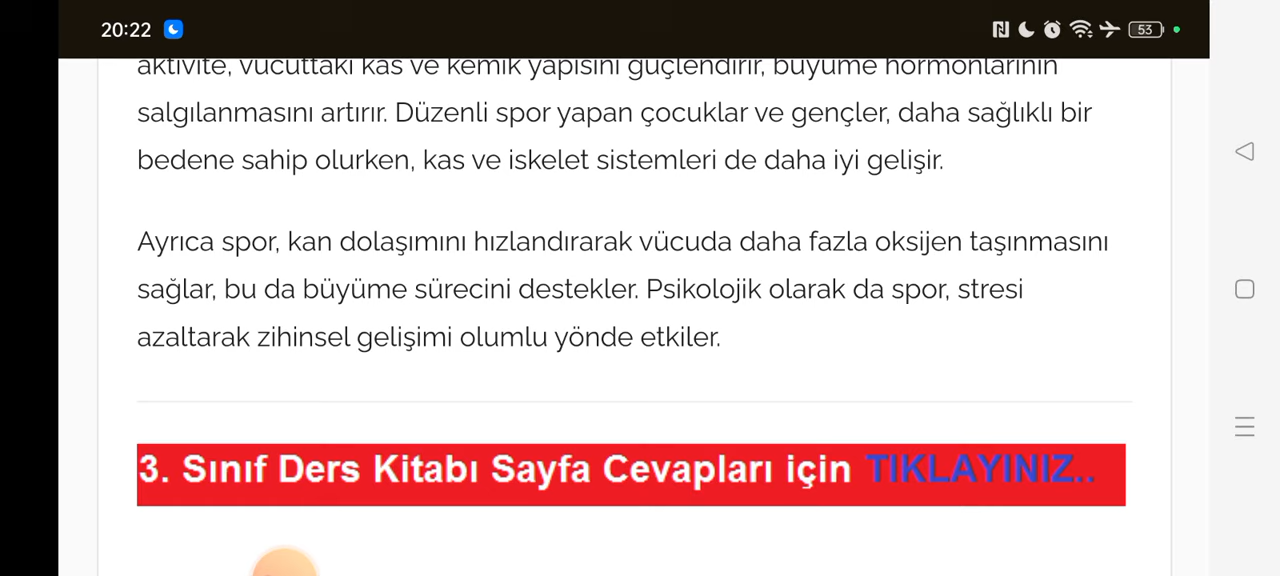 20:22
53
aktivite, vücuttaki kas ve kemik yapısını güçlendirir, büyüme hormonlarının
salgılanmasını artırır. Düzenli spor yapan çocuklar ve gençler, daha sağlıklı bir
bedene sahip olurken, kas ve iskelet sistemleri de daha iyi gelişir.
Ayrıca spor, kan dolaşımını hızlandırarak vücuda daha fazla oksijen taşınmasını
sağlar, bu da büyüme sürecini destekler. Psikolojik olarak da spor, stresi
azaltarak zihinsel gelişimi olumlu yönde etkiler.
3. Sınıf Ders Kitabı Sayfa Cevapları için TIKLAYINIZ..